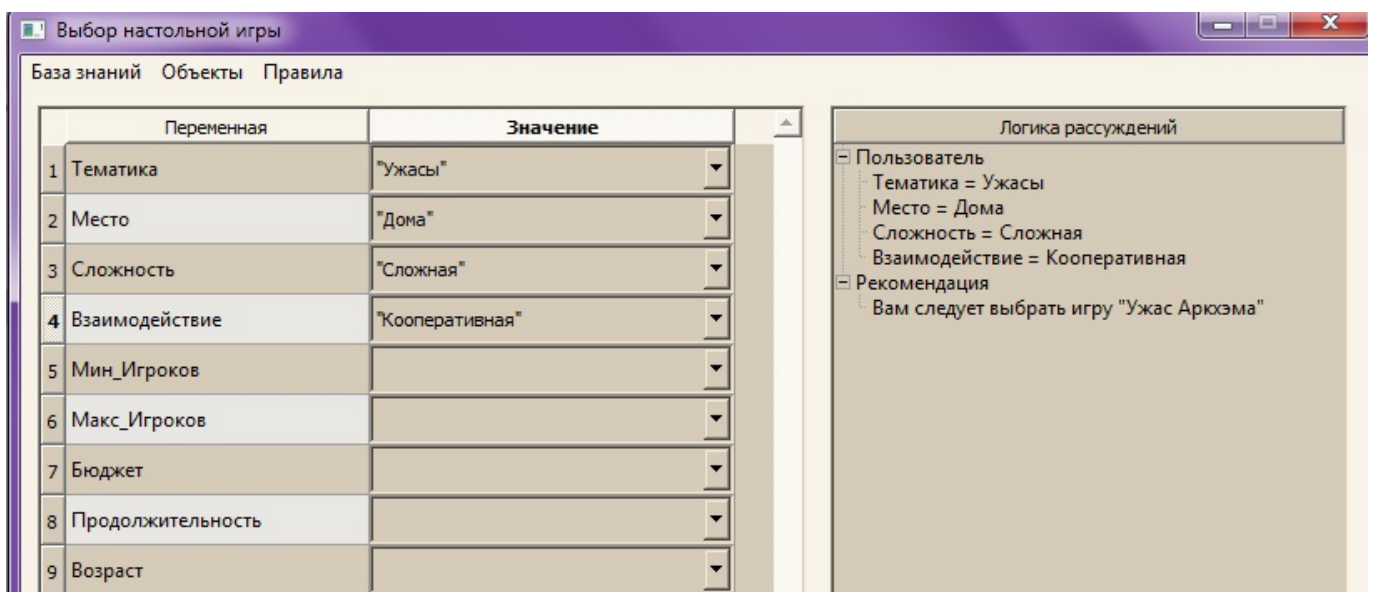 Выбор настольной игры
База знаний Объекты Правила
Переменная Значение
1 Тематика "Ужасы"
2 Место "Дома"
3 Сложность "Сложная"
4 Взаимодействие "Кооперативная"
5 Мин_Игроков
6 Макс_Игроков
7 Бюджет
8 Продолжительность
9 Возраст
Логика рассуждений
Пользователь
Тематика = Ужасы
Место = Дома
Сложность = Сложная
Взаимодействие = Кооперативная
Рекомендация
Вам следует выбрать игру "Ужас Аркхэма"